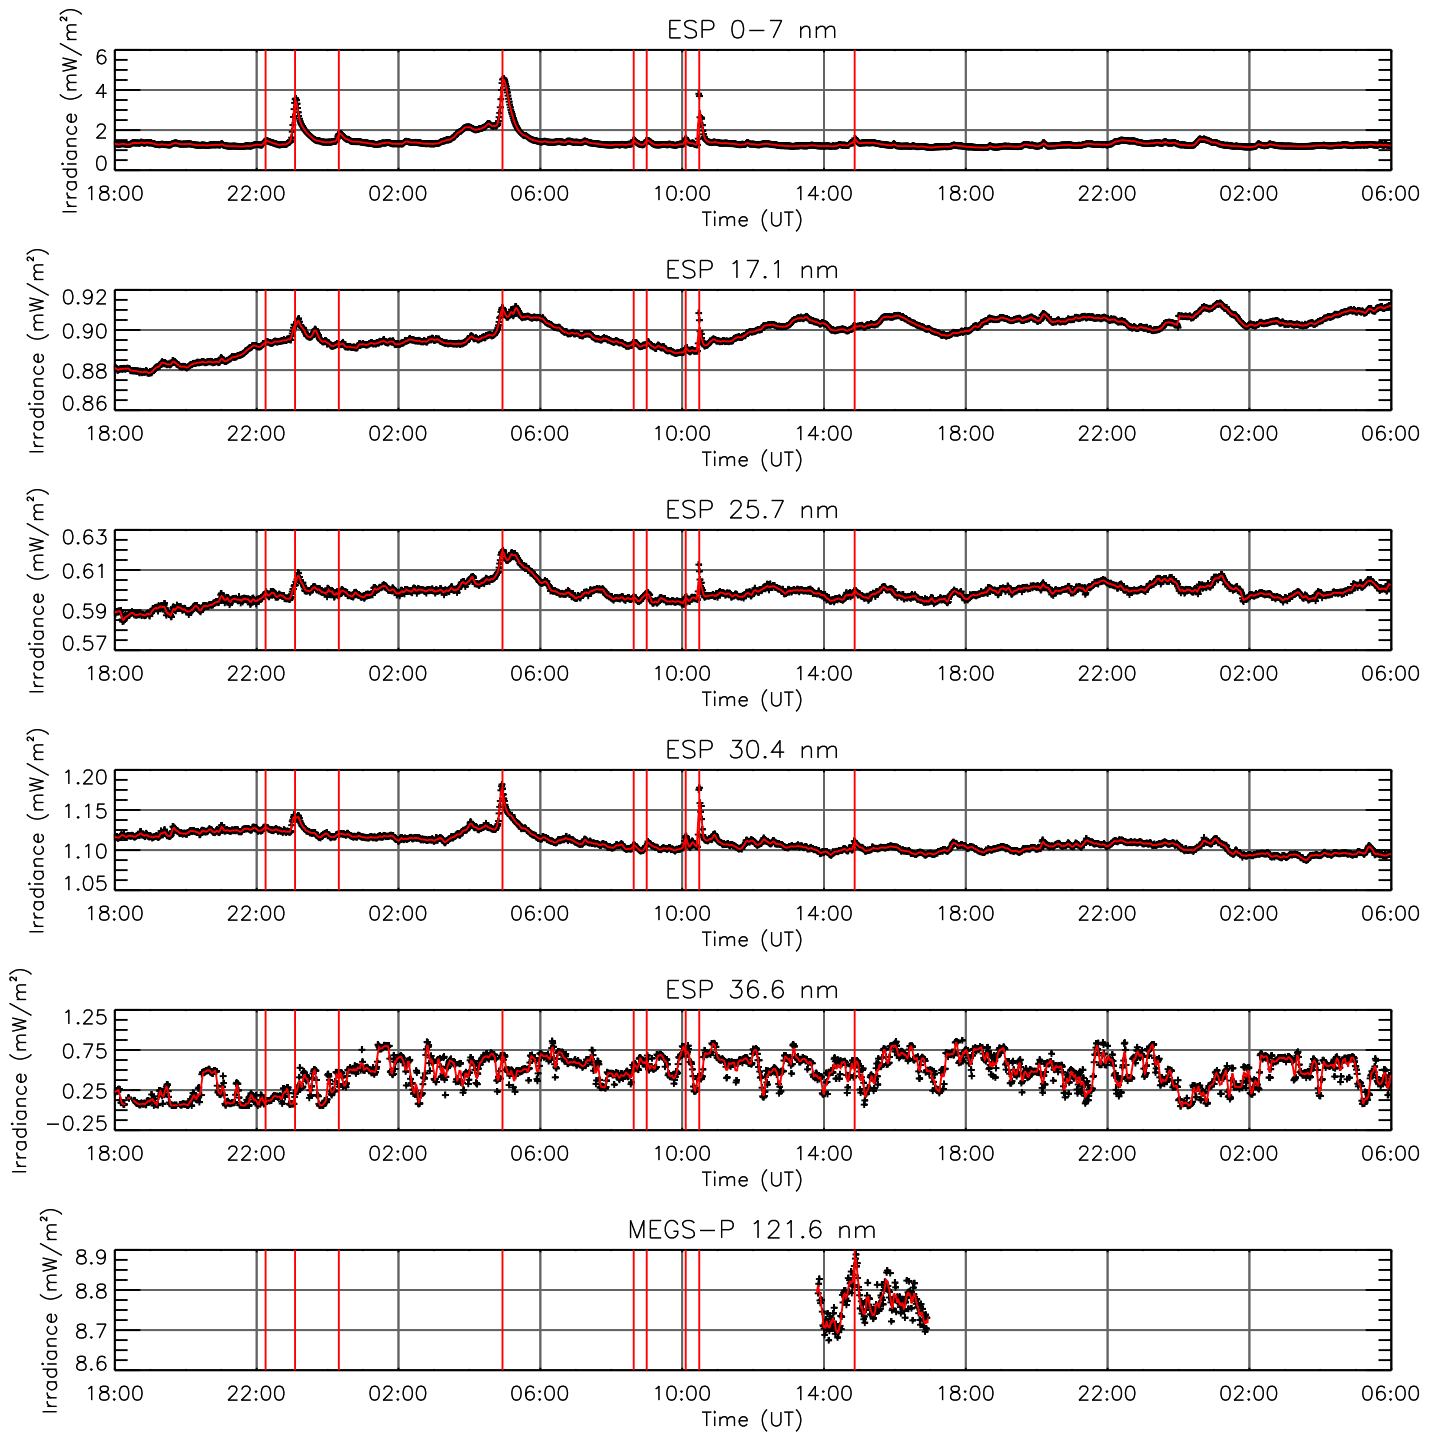 ESP 0-7 nm
Irradiance (mW/m²)
6
4
2
0
18:00 22:00 02:00 06:00 10:00 14:00 18:00 22:00 02:00 06:00
Time (UT)
ESP 17.1 nm
Irradiance (mW/m²)
0.92
0.90
0.88
0.86
18:00 22:00 02:00 06:00 10:00 14:00 18:00 22:00 02:00 06:00
Time (UT)
ESP 25.7 nm
Irradiance (mW/m²)
0.63
0.61
0.59
0.57
18:00 22:00 02:00 06:00 10:00 14:00 18:00 22:00 02:00 06:00
Time (UT)
ESP 30.4 nm
Irradiance (mW/m²)
1.20
1.15
1.10
1.05
18:00 22:00 02:00 06:00 10:00 14:00 18:00 22:00 02:00 06:00
Time (UT)
ESP 36.6 nm
Irradiance (mW/m²)
1.25
0.75
0.25
-0.25
18:00 22:00 02:00 06:00 10:00 14:00 18:00 22:00 02:00 06:00
Time (UT)
MEGS-P 121.6 nm
Irradiance (mW/m²)
8.9
8.8
8.7
8.6
18:00 22:00 02:00 06:00 10:00 14:00 18:00 22:00 02:00 06:00
Time (UT)